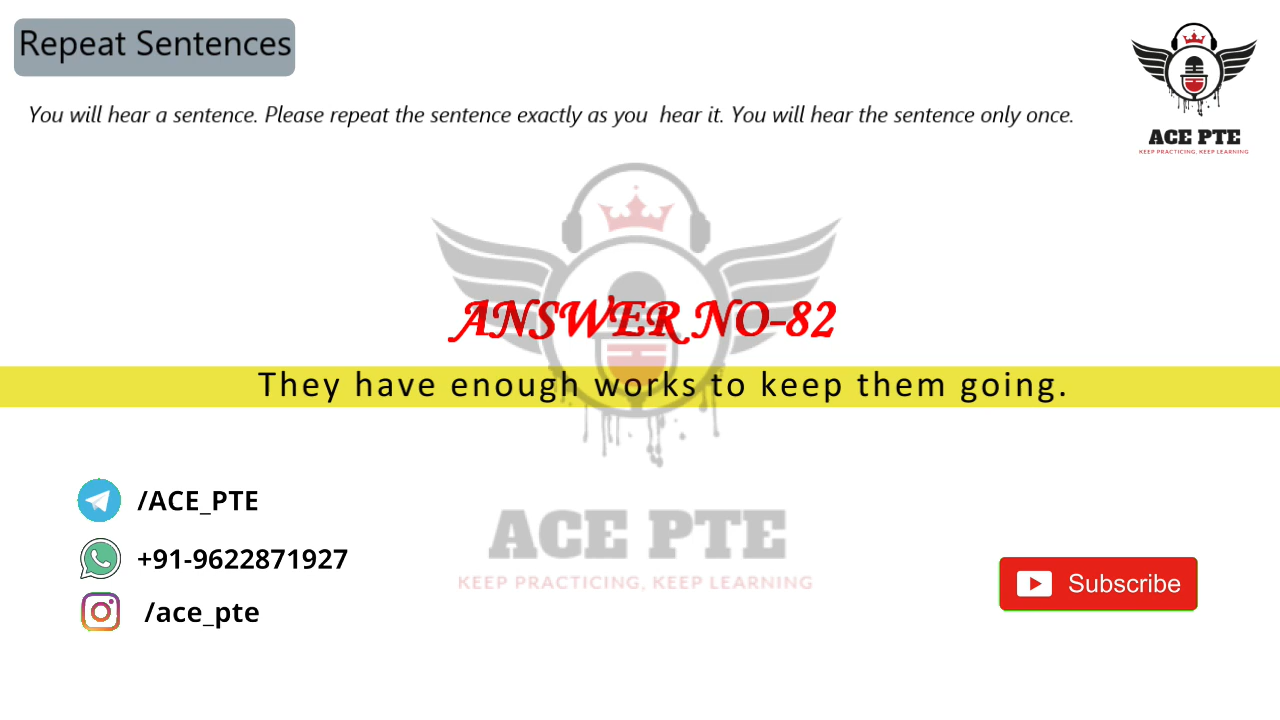 Repeat Sentences
You will hear a sentence. Please repeat the sentence exactly as you  hear it. You will hear the sentence only once.
ACE PTE
KEEP PRACTICING, KEEP LEARNING
ANSWER NO-82
They have enough works to keep them going.
/ACE_PTE
+91-9622871927
/ace_pte
ACE PTE
KEEP PRACTICING, KEEP LEARNING
Subscribe